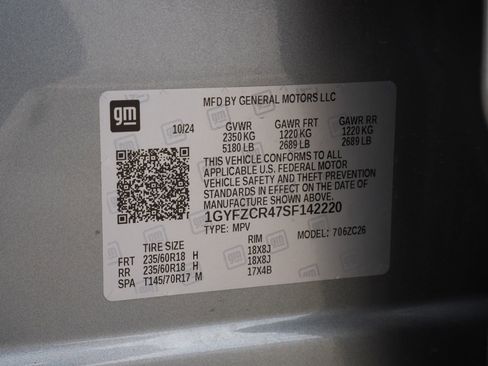 gm
MFD BY GENERAL MOTORS LLC
10/24 GVWR GAWR FRT GAWR RR
2350 KG 1220 KG 1220 KG
5180 LB 2689 LB 2689 LB
THIS VEHICLE CONFORMS TO ALL
APPLICABLE U.S. FEDERAL MOTOR
VEHICLE SAFETY AND THEFT PREVENTION
STANDARDS IN EFFECT ON THE DATE OF
MANUFACTURE SHOWN ABOVE.
1GYFZCR47SF142220
TYPE: MPV MODEL: 706ZC26
TIRE SIZE RIM
FRT 235/60R18 H 18X8J
RR 235/60R18 H 18X8J
SPA T145/70R17 M 17X4B